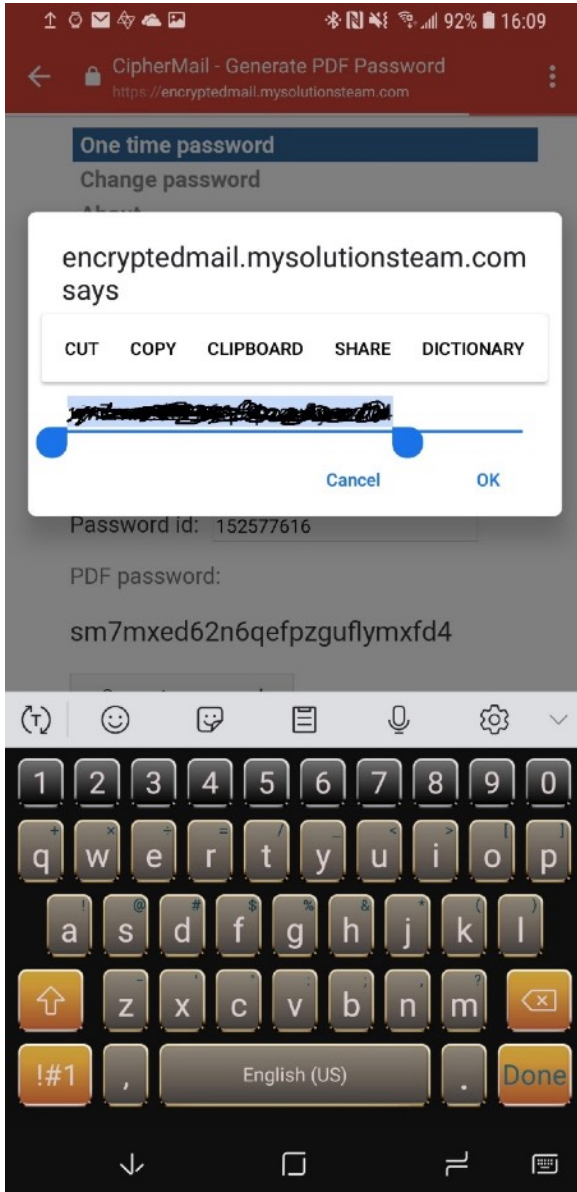 92% 16:09
CipherMail - Generate PDF Password
https://encryptedmail.mysolutionsteam.com
One time password
Change password
About
encryptedmail.mysolutionsteam.com
says
CUT COPY CLIPBOARD SHARE DICTIONARY
Cancel OK
Password id: 152577616
PDF password:
sm7mxed62n6qefpzguflymxfd4
1 2 3 4 5 6 7 8 9 0
q w e r t y u i o p
a s d f g h j k l
z x c v b n m
!#1 , English (US) . Done